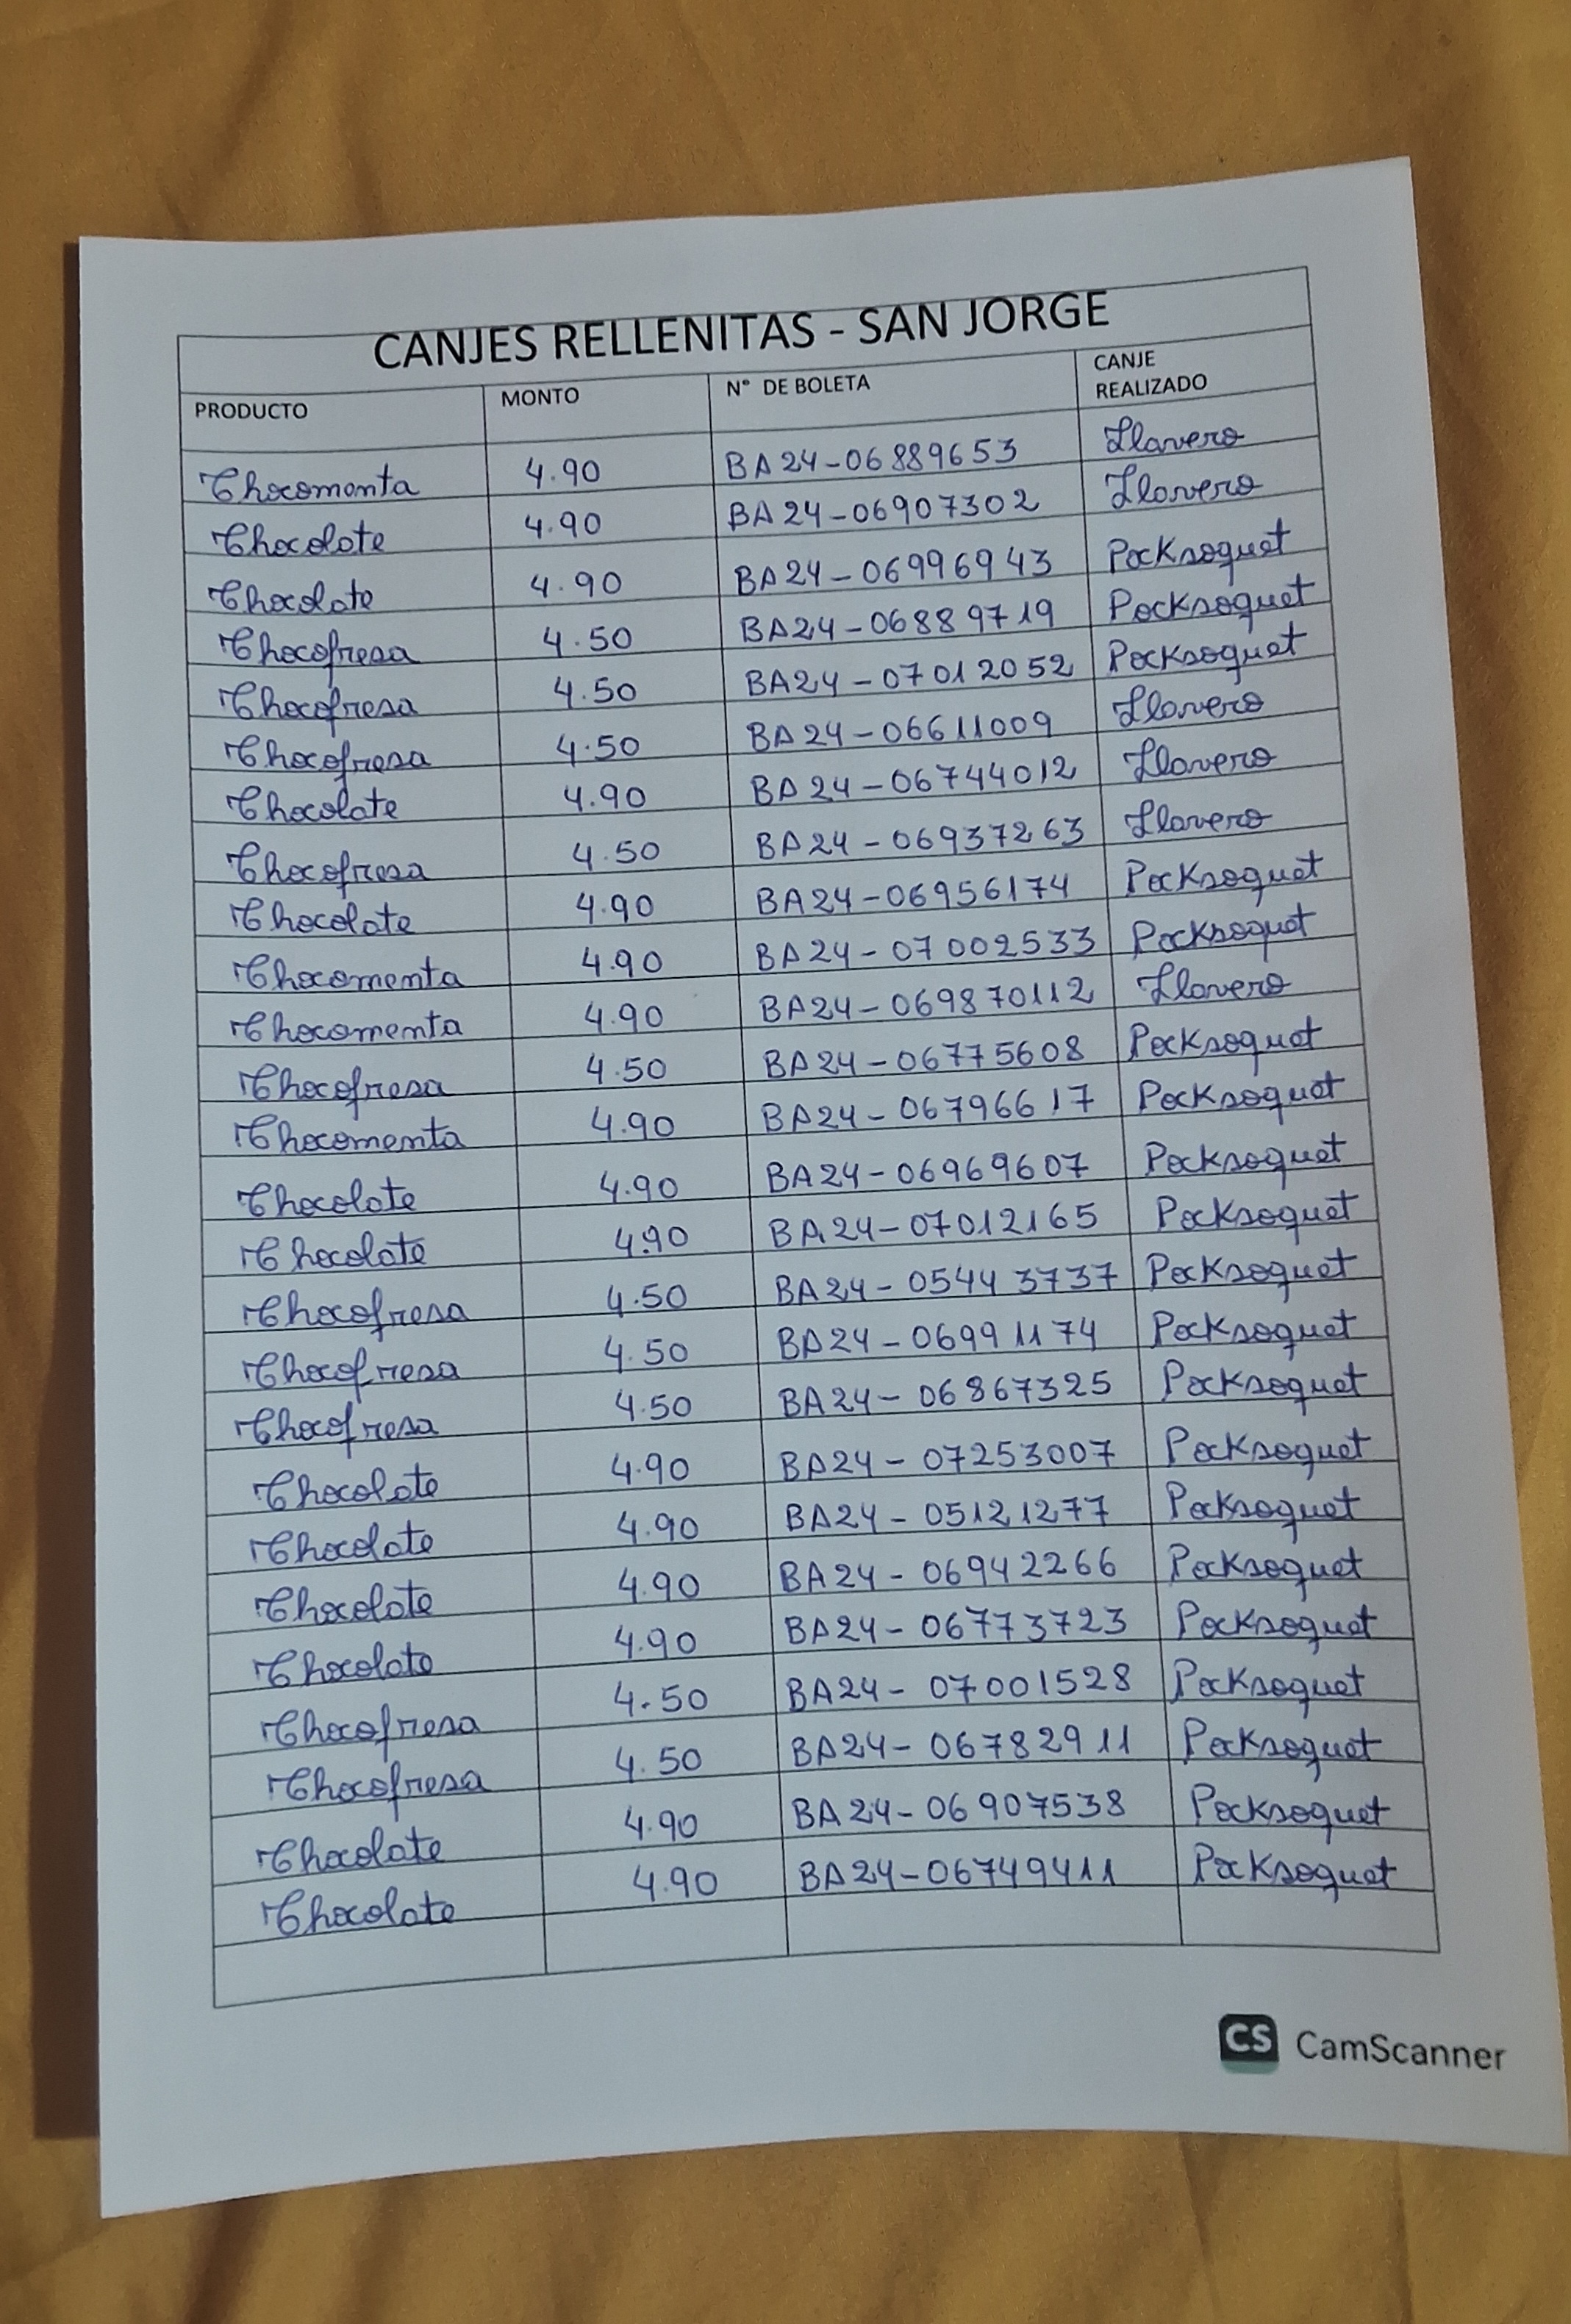 CANJES RELLENITAS - SAN JORGE
PRODUCTO MONTO N° DE BOLETA CANJE REALIZADO
Chocomenta 4.90 BA24-06889653 Llavero
Chocolate 4.90 BA24-06907302 Llavero
Chocolate 4.90 BA24-06996943 Packsoquet
Chocofresa 4.50 BA24-06889719 Packsoquet
Chocofresa 4.50 BA24-07012052 Packsoquet
Chocofresa 4.50 BA24-06611009 Llavero
Chocolate 4.90 BA24-06744012 Llavero
Chocofresa 4.50 BA24-06937263 Llavero
Chocolate 4.90 BA24-06956174 Packsoquet
Chocomenta 4.90 BA24-07002533 Packsoquet
Chocomenta 4.90 BA24-069870112 Llavero
Chocofresa 4.50 BA24-06775608 Packsoquet
Chocomenta 4.90 BA24-06796617 Packsoquet
Chocolate 4.90 BA24-06969607 Packsoquet
Chocolate 4.90 BA24-07012165 Packsoquet
Chocofresa 4.50 BA24-05443737 Packsoquet
Chocofresa 4.50 BA24-06991174 Packsoquet
Chocofresa 4.50 BA24-06867325 Packsoquet
Chocolate 4.90 BA24-07253007 Packsoquet
Chocolate 4.90 BA24-05121277 Packsoquet
Chocolate 4.90 BA24-06942266 Packsoquet
Chocolate 4.90 BA24-06773723 Packsoquet
Chocofresa 4.50 BA24-07001528 Packsoquet
Chocofresa 4.50 BA24-06782911 Packsoquet
Chocolate 4.90 BA24-06907538 Packsoquet
Chocolate 4.90 BA24-06749411 Packsoquet
CS CamScanner